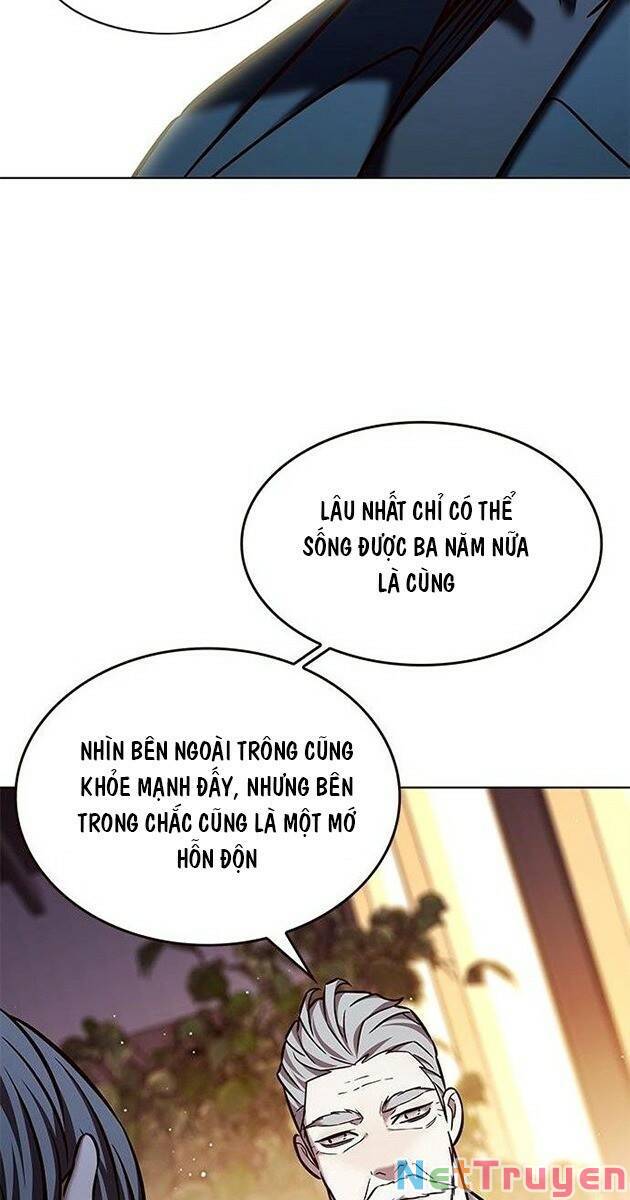 LÂU NHẤT CHỈ CÓ THỂ
SỐNG ĐƯỢC BA NĂM NỮA
LÀ CÙNG
NHÌN BÊN NGOÀI TRÔNG CŨNG
KHỎE MẠNH ĐẤY, NHƯNG BÊN
TRONG CHẮC CŨNG LÀ MỘT MỚ
HỖN ĐỘN
NETTRUYEN